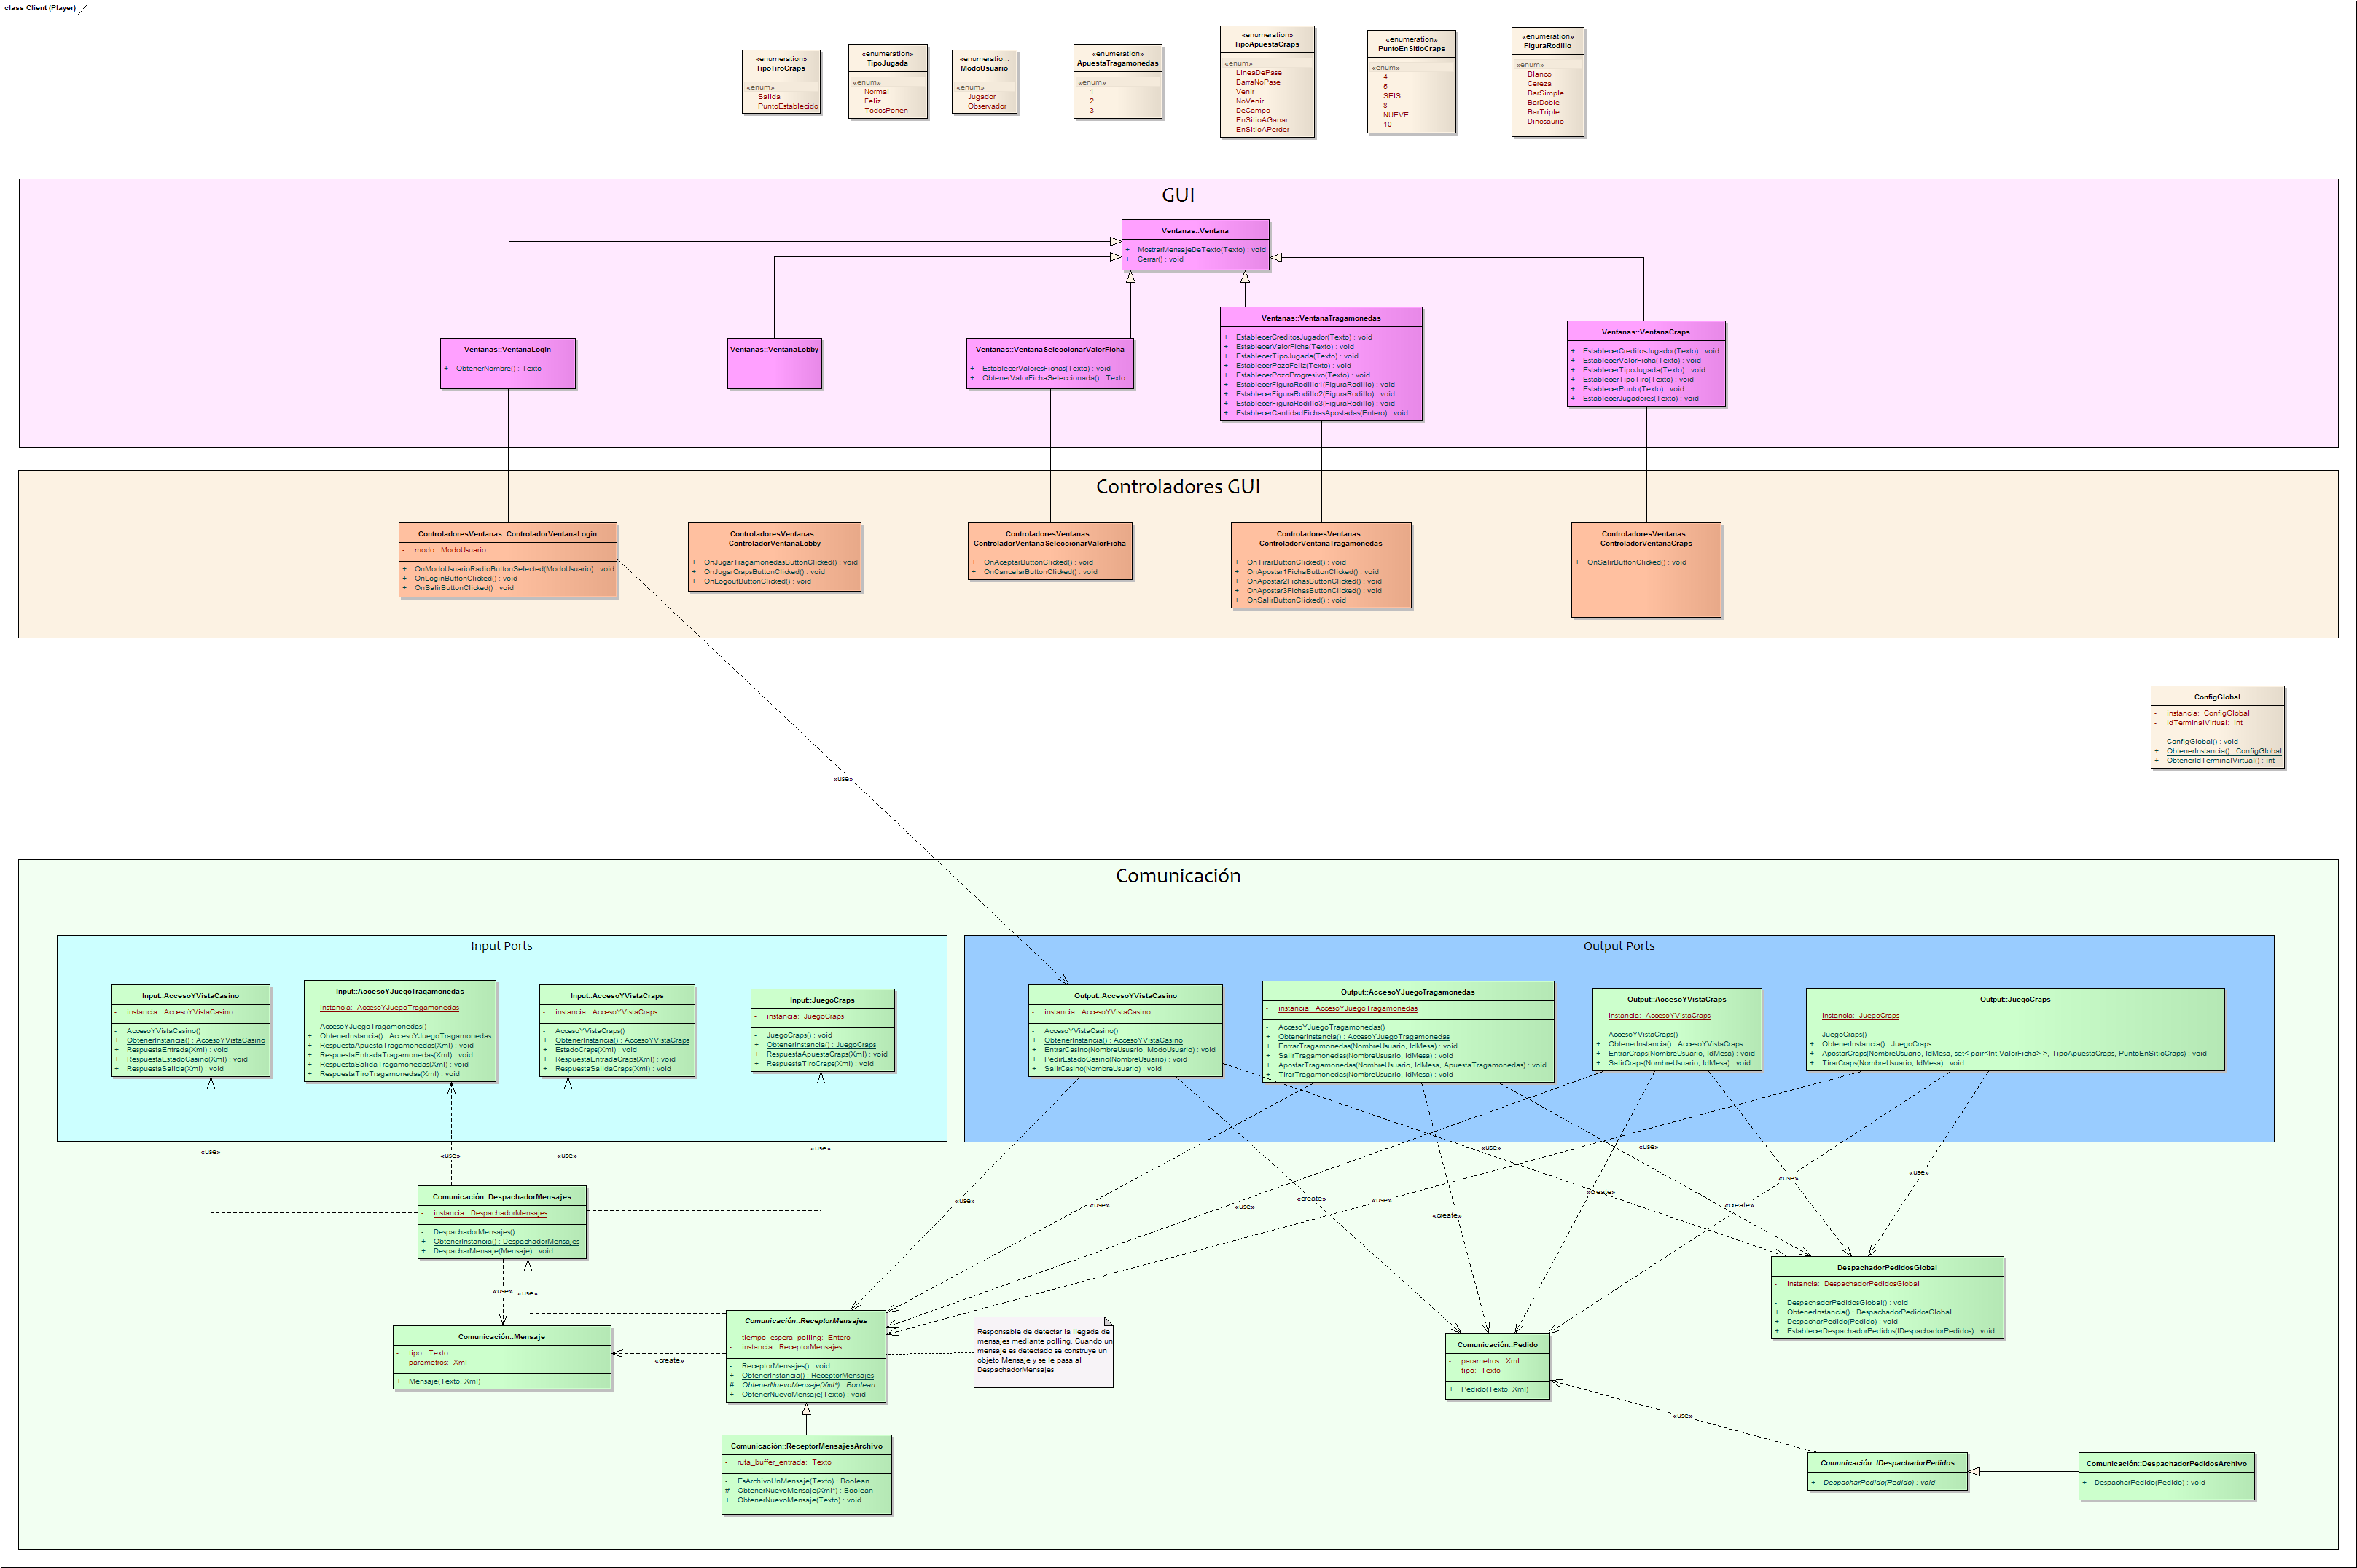 class Client (Player)
«enumeration»
TipoTiroCraps
«enum»
Salida
PuntoEstablecido
«enumeration»
TipoJugada
«enum»
Normal
Feliz
TodosPonen
«enumeratio...
ModoUsuario
«enum»
Jugador
Observador
«enumeration»
ApuestaTragamonedas
«enum»
1
2
3
«enumeration»
TipoApuestaCraps
«enum»
LineaDePase
BarraNoPase
Venir
NoVenir
DeCampo
EnSitioAGanar
EnSitioAPerder
«enumeration»
PuntoEnSitioCraps
«enum»
4
5
SEIS
8
NUEVE
10
«enumeration»
FiguraRodillo
«enum»
Blanco
Cereza
BarSimple
BarDoble
BarTriple
Dinosaurio
GUI
Ventanas::Ventana
+ MostrarMensajeDeTexto(Texto) : void
+ Cerrar() : void
Ventanas::VentanaLogin
+ ObtenerNombre() : Texto
Ventanas::VentanaLobby
Ventanas::VentanaSeleccionarValorFicha
+ EstablecerValoresFichas(Texto) : void
+ ObtenerValorFichaSeleccionada() : Texto
Ventanas::VentanaTragamonedas
+ EstablecerCreditosJugador(Texto) : void
+ EstablecerValorFicha(Texto) : void
+ EstablecerTipoJugada(Texto) : void
+ EstablecerPozoFeliz(Texto) : void
+ EstablecerPozoProgresivo(Texto) : void
+ EstablecerFiguraRodillo1(FiguraRodillo) : void
+ EstablecerFiguraRodillo2(FiguraRodillo) : void
+ EstablecerFiguraRodillo3(FiguraRodillo) : void
+ EstablecerCantidadFichasApostadas(Entero) : void
Ventanas::VentanaCraps
+ EstablecerCreditosJugador(Texto) : void
+ EstablecerValorFicha(Texto) : void
+ EstablecerTipoJugada(Texto) : void
+ EstablecerTipoTiro(Texto) : void
+ EstablecerPunto(Texto) : void
+ EstablecerJugadores(Texto) : void
Controladores GUI
ControladoresVentanas::ControladorVentanaLogin
- modo: ModoUsuario
+ OnModoUsuarioRadioButtonSelected(ModoUsuario) : void
+ OnLoginButtonClicked() : void
+ OnSalirButtonClicked() : void
ControladoresVentanas::
ControladorVentanaLobby
+ OnJugarTragamonedasButtonClicked() : void
+ OnJugarCrapsButtonClicked() : void
+ OnLogoutButtonClicked() : void
ControladoresVentanas::
ControladorVentanaSeleccionarValorFicha
+ OnAceptarButtonClicked() : void
+ OnCancelarButtonClicked() : void
ControladoresVentanas::
ControladorVentanaTragamonedas
+ OnTirarButtonClicked() : void
+ OnApostar1FichaButtonClicked() : void
+ OnApostar2FichasButtonClicked() : void
+ OnApostar3FichasButtonClicked() : void
+ OnSalirButtonClicked() : void
ControladoresVentanas::
ControladorVentanaCraps
+ OnSalirButtonClicked() : void
«use»
ConfigGlobal
- instancia: ConfigGlobal
- idTerminalVirtual: int
- ConfigGlobal() : void
+ ObtenerInstancia() : ConfigGlobal
+ ObtenerIdTerminalVirtual() : int
Comunicación
Input Ports
Input::AccesoYVistaCasino
- instancia: AccesoYVistaCasino
- AccesoYVistaCasino()
+ ObtenerInstancia() : AccesoYVistaCasino
+ RespuestaEntrada(Xml) : void
+ RespuestaEstadoCasino(Xml) : void
+ RespuestaSalida(Xml) : void
Input::AccesoYJuegoTragamonedas
- instancia: AccesoYJuegoTragamonedas
- AccesoYJuegoTragamonedas()
+ ObtenerInstancia() : AccesoYJuegoTragamonedas
+ RespuestaApuestaTragamonedas(Xml) : void
+ RespuestaEntradaTragamonedas(Xml) : void
+ RespuestaSalidaTragamonedas(Xml) : void
+ RespuestaTiroTragamonedas(Xml) : void
Input::AccesoYVistaCraps
- instancia: AccesoYVistaCraps
- AccesoYVistaCraps()
+ ObtenerInstancia() : AccesoYVistaCraps
+ EstadoCraps(Xml) : void
+ RespuestaEntradaCraps(Xml) : void
+ RespuestaSalidaCraps(Xml) : void
Input::JuegoCraps
- instancia: JuegoCraps
- JuegoCraps() : void
+ ObtenerInstancia() : JuegoCraps
+ RespuestaApuestaCraps(Xml) : void
+ RespuestaTiroCraps(Xml) : void
Output Ports
Output::AccesoYVistaCasino
- instancia: AccesoYVistaCasino
- AccesoYVistaCasino()
+ ObtenerInstancia() : AccesoYVistaCasino
+ EntrarCasino(NombreUsuario, ModoUsuario) : void
+ PedirEstadoCasino(NombreUsuario) : void
+ SalirCasino(NombreUsuario) : void
Output::AccesoYJuegoTragamonedas
- instancia: AccesoYJuegoTragamonedas
- AccesoYJuegoTragamonedas()
+ ObtenerInstancia() : AccesoYJuegoTragamonedas
+ EntrarTragamonedas(NombreUsuario, IdMesa) : void
+ SalirTragamonedas(NombreUsuario, IdMesa) : void
+ ApostarTragamonedas(NombreUsuario, IdMesa, ApuestaTragamonedas) : void
+ TirarTragamonedas(NombreUsuario, IdMesa) : void
Output::AccesoYVistaCraps
- instancia: AccesoYVistaCraps
- AccesoYVistaCraps()
+ ObtenerInstancia() : AccesoYVistaCraps
+ EntrarCraps(NombreUsuario, IdMesa) : void
+ SalirCraps(NombreUsuario, IdMesa) : void
Output::JuegoCraps
- instancia: JuegoCraps
- JuegoCraps()
+ ObtenerInstancia() : JuegoCraps
+ ApostarCraps(NombreUsuario, IdMesa, set< pair<Int,ValorFicha> >, TipoApuestaCraps, PuntoEnSitioCraps) : void
+ TirarCraps(NombreUsuario, IdMesa) : void
«use»
«use»
«use»
«use»
«use»
«use»
«use»
«use»
«use»
«use»
«use»
«use»
«create»
«create»
«create»
«create»
Comunicación::DespachadorMensajes
- instancia: DespachadorMensajes
- DespachadorMensajes()
+ ObtenerInstancia() : DespachadorMensajes
+ DespacharMensaje(Mensaje) : void
«use»
«use»
DespachadorPedidosGlobal
- instancia: DespachadorPedidosGlobal
- DespachadorPedidosGlobal() : void
+ ObtenerInstancia() : DespachadorPedidosGlobal
+ DespacharPedido(Pedido) : void
+ EstablecerDespachadorPedidos(IDespachadorPedidos) : void
Comunicación::Mensaje
- tipo: Texto
- parametros: Xml
+ Mensaje(Texto, Xml)
«create»
Comunicación::ReceptorMensajes
- tiempo_espera_polling: Entero
- instancia: ReceptorMensajes
- ReceptorMensajes() : void
+ ObtenerInstancia() : ReceptorMensajes
# ObtenerNuevoMensaje(Xml*) : Boolean
+ ObtenerNuevoMensaje(Texto) : void
Responsable de detectar la llegada de
mensajes mediante polling. Cuando un
mensaje es detectado se construye un
objeto Mensaje y se le pasa al
DespachadorMensajes
Comunicación::Pedido
- parametros: Xml
- tipo: Texto
+ Pedido(Texto, Xml)
«use»
Comunicación::ReceptorMensajesArchivo
- ruta_buffer_entrada: Texto
- EsArchivoUnMensaje(Texto) : Boolean
# ObtenerNuevoMensaje(Xml*) : Boolean
+ ObtenerNuevoMensaje(Texto) : void
Comunicación::IDespachadorPedidos
+ DespacharPedido(Pedido) : void
Comunicación::DespachadorPedidosArchivo
+ DespacharPedido(Pedido) : void